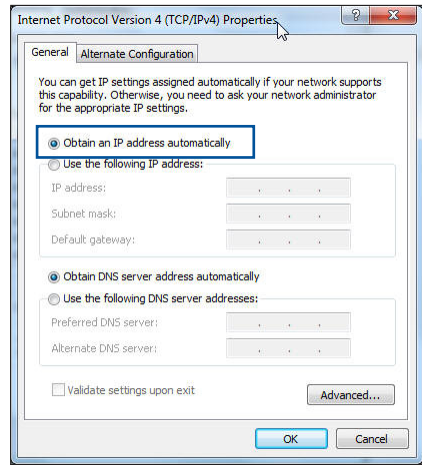 Internet Protocol Version 4 (TCP/IPv4) Properties
General
Alternate Configuration
You can get IP settings assigned automatically if your network supports
this capability. Otherwise, you need to ask your network administrator
for the appropriate IP settings.
Obtain an IP address automatically
Use the following IP address:
IP address:
Subnet mask:
Default gateway:
Obtain DNS server address automatically
Use the following DNS server addresses:
Preferred DNS server:
Alternate DNS server:
Validate settings upon exit
Advanced...
OK
Cancel